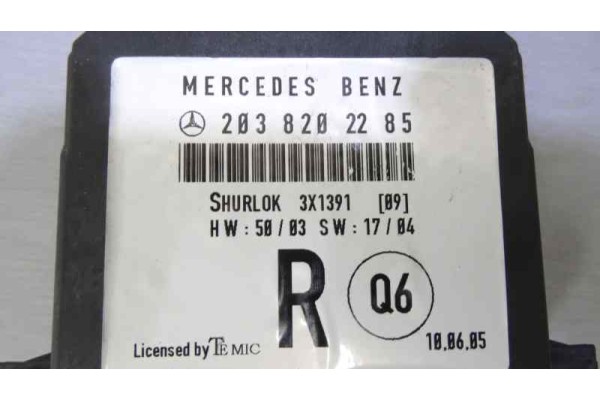 MERCEDES BENZ
203 820 22 85
SHURLOK 3X1391 [09]
HW: 50/03 SW: 17/04
R Q6
Licensed by TEMIC 10.06.05